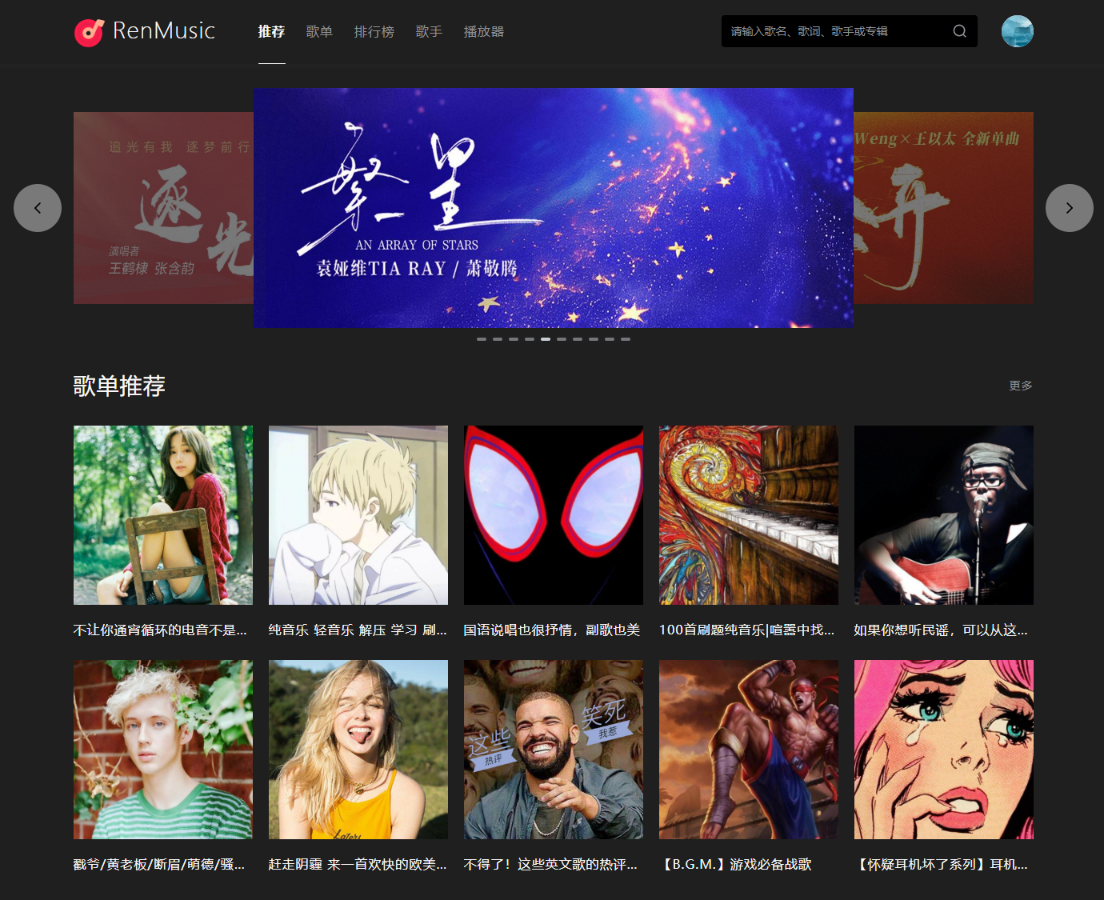 RenMusic
推荐 歌单 排行榜 歌手 播放器
请输入歌名、歌词、歌手或专辑
追光有我 逐梦前行
逐光
演唱者
王鹤棣 张含韵
繁星
AN ARRAY OF STARS
袁娅维TIA RAY / 萧敬腾
Weng×王以太 全新单曲
弃
歌单推荐
更多
不让你通宵循环的电音不是...
纯音乐 轻音乐 解压 学习 刷...
国语说唱也很抒情，副歌也美
100首刷题纯音乐|喧嚣中找...
如果你想听民谣，可以从这...
这些
热评
笑死
我惹
戳爷/黄老板/断眉/萌德/骚...
赶走阴霾 来一首欢快的欧美...
不得了！这些英文歌的热评...
【B.G.M.】游戏必备战歌
【怀疑耳机坏了系列】耳机...